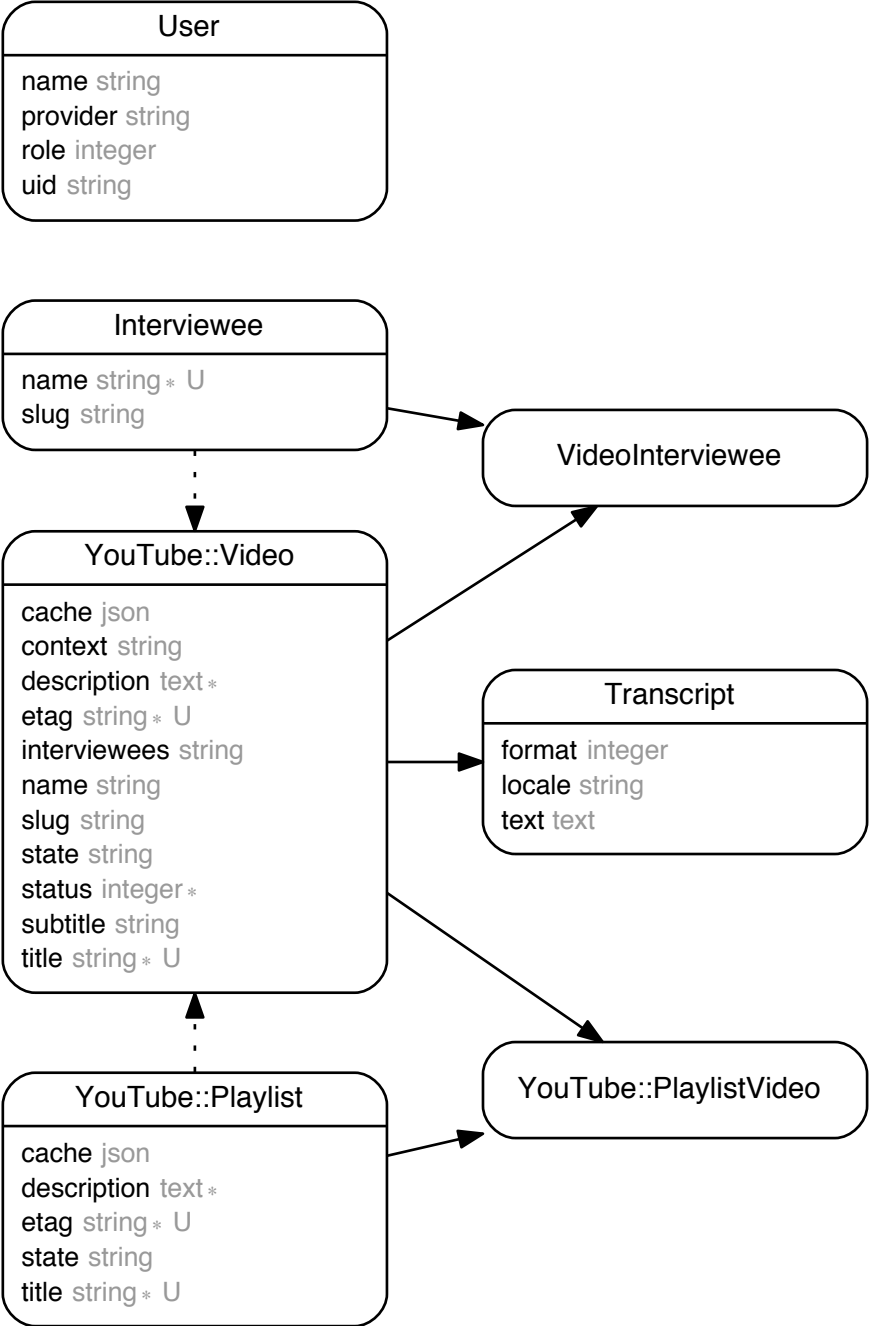 User
name string
provider string
role integer
uid string
Interviewee
name string∗ U
slug string
VideoInterviewee
YouTube::Video
cache json
context string
description text∗
etag string∗ U
interviewees string
name string
slug string
state string
status integer∗
subtitle string
title string∗ U
Transcript
format integer
locale string
text text
YouTube::PlaylistVideo
YouTube::Playlist
cache json
description text∗
etag string∗ U
state string
title string∗ U